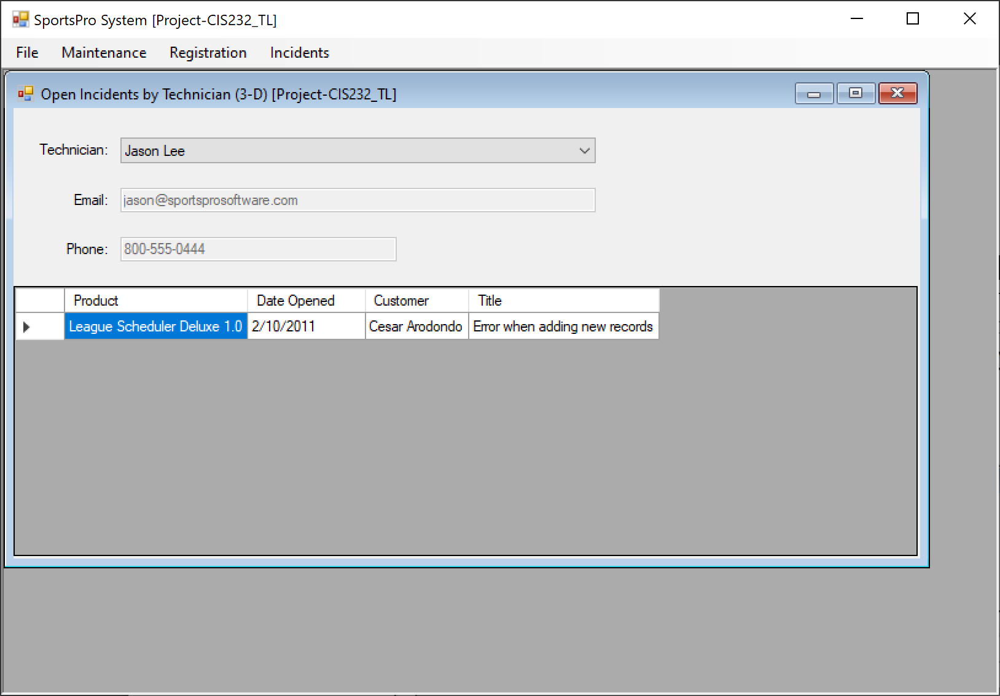 SportsPro System [Project-CIS232_TL]
File Maintenance Registration Incidents
Open Incidents by Technician (3-D) [Project-CIS232_TL]
Technician: Jason Lee
Email: jason@sportsprosoftware.com
Phone: 800-555-0444
Product Date Opened Customer Title
League Scheduler Deluxe 1.0 2/10/2011 Cesar Arodondo Error when adding new records